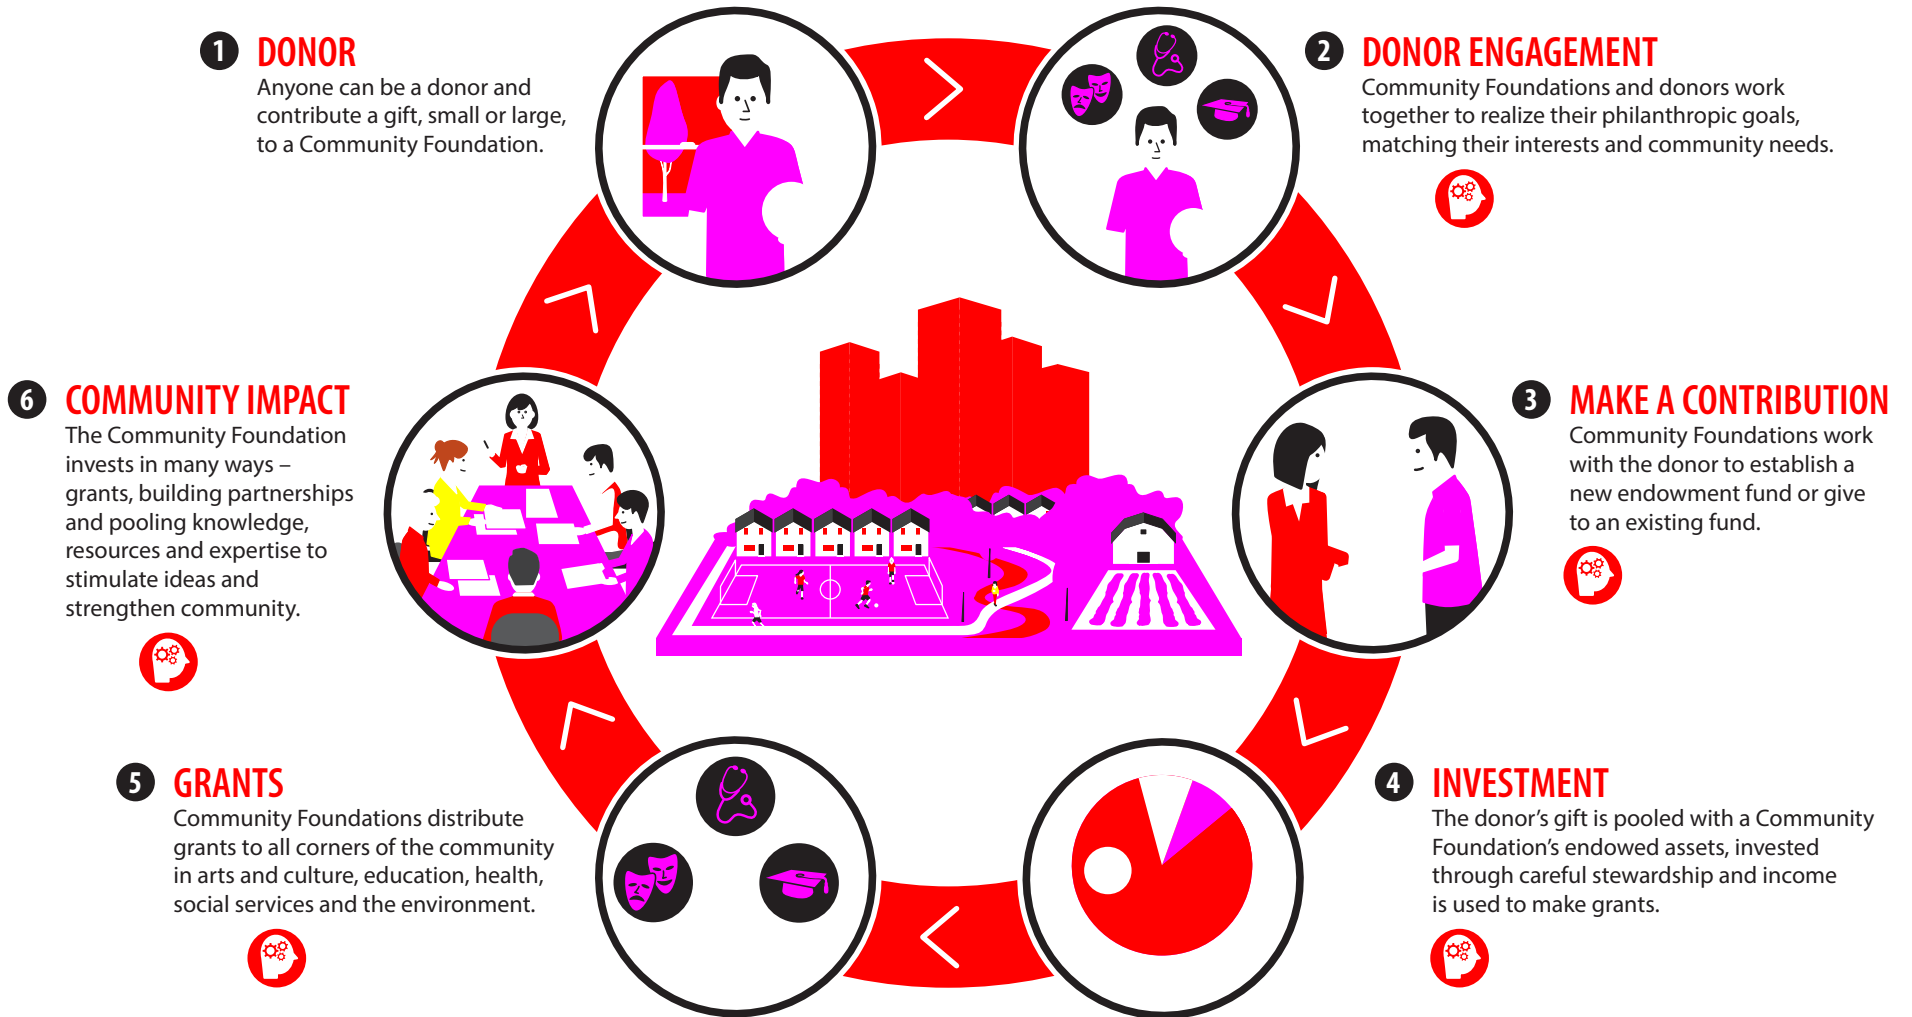 1 DONOR
Anyone can be a donor and
contribute a gift, small or large,
to a Community Foundation.
2 DONOR ENGAGEMENT
Community Foundations and donors work
together to realize their philanthropic goals,
matching their interests and community needs.
3 MAKE A CONTRIBUTION
Community Foundations work
with the donor to establish a
new endowment fund or give
to an existing fund.
4 INVESTMENT
The donor’s gift is pooled with a Community
Foundation’s endowed assets, invested
through careful stewardship and income
is used to make grants.
5 GRANTS
Community Foundations distribute
grants to all corners of the community
in arts and culture, education, health,
social services and the environment.
6 COMMUNITY IMPACT
The Community Foundation
invests in many ways –
grants, building partnerships
and pooling knowledge,
resources and expertise to
stimulate ideas and
strengthen community.